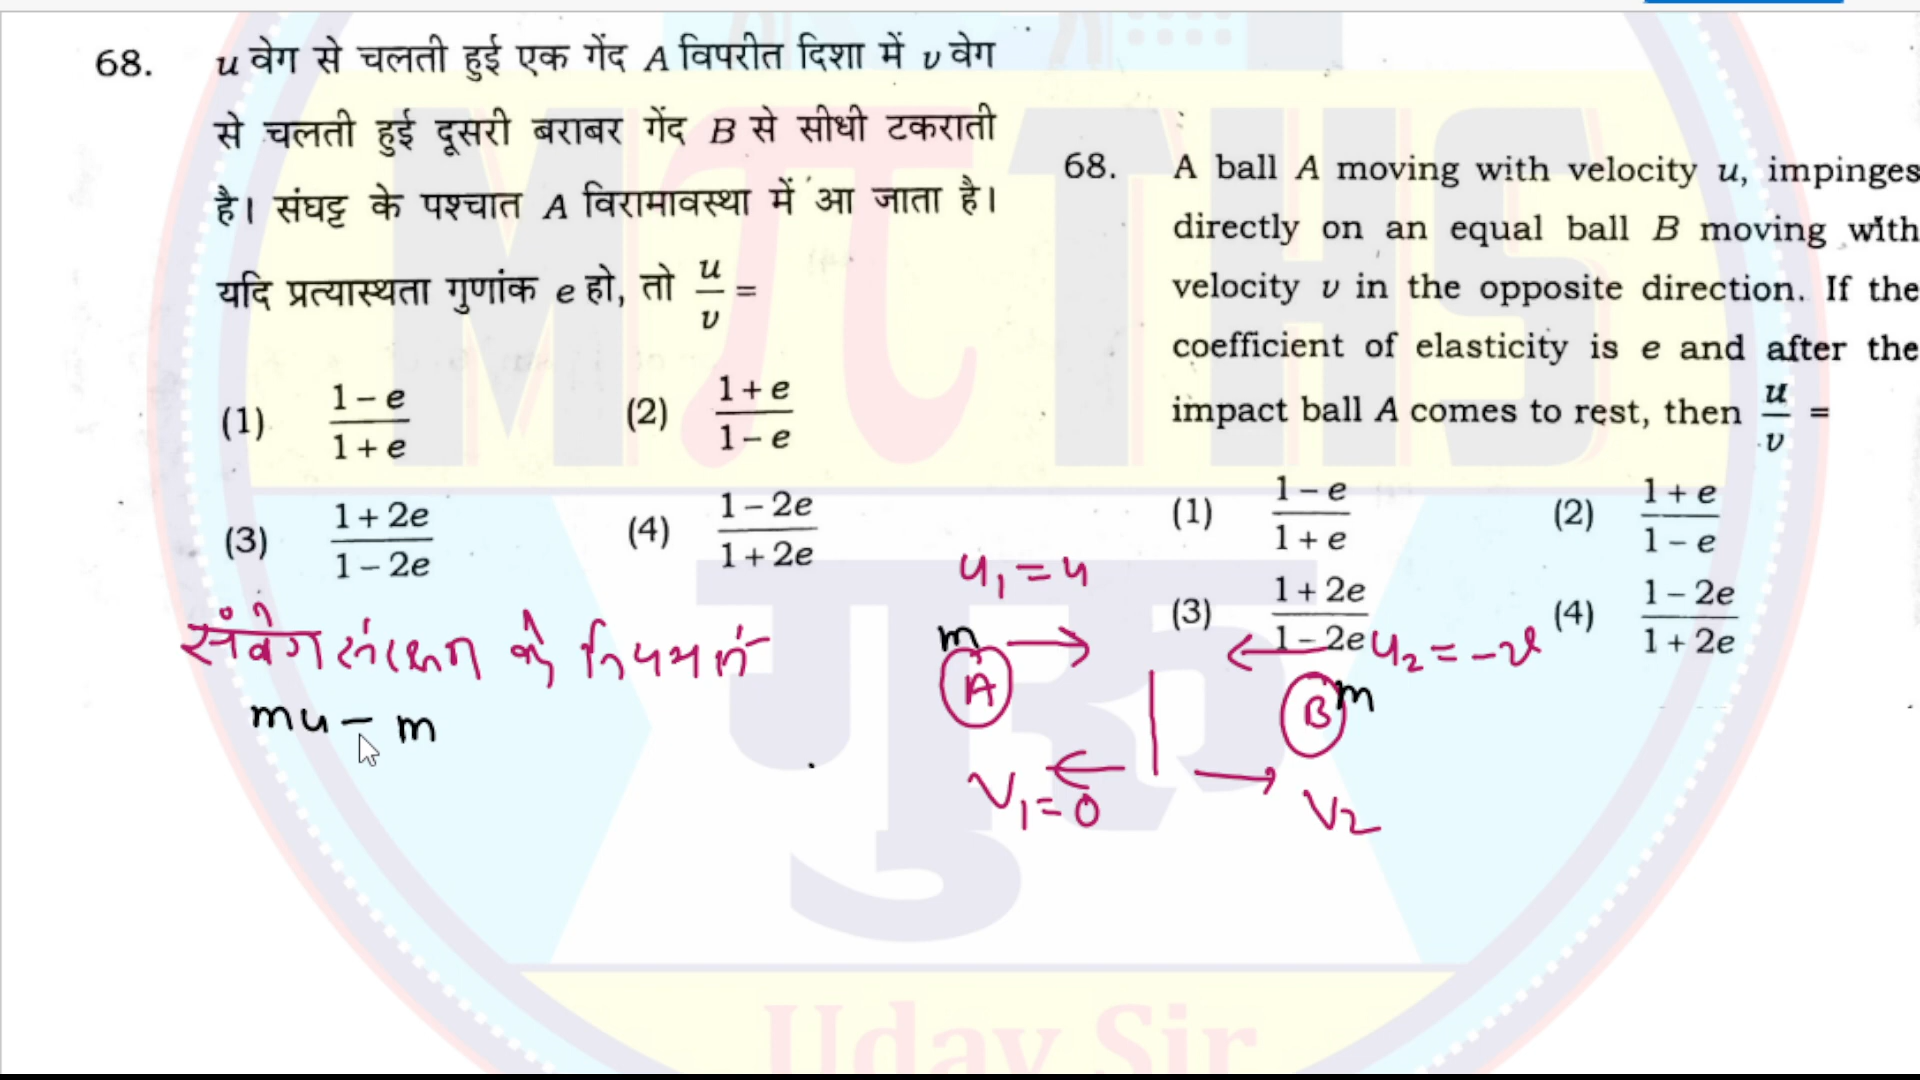 68. u वेग से चलती हुई एक गेंद A विपरीत दिशा में v वेग
से चलती हुई दूसरी बराबर गेंद B से सीधी टकराती
है। संघट्ट के पश्चात A विरामावस्था में आ जाता है।
यदि प्रत्यास्थता गुणांक e हो, तो u/v =
(1) (1 – e)/(1 + e) (2) (1 + e)/(1 – e)
(3) (1 + 2e)/(1 – 2e) (4) (1 – 2e)/(1 + 2e)
68. A ball A moving with velocity u, impinges
directly on an equal ball B moving with
velocity v in the opposite direction. If the
coefficient of elasticity is e and after the
impact ball A comes to rest, then u/v =
(1) (1 – e)/(1 + e) (2) (1 + e)/(1 – e)
(3) (1 + 2e)/(1 – 2e) (4) (1 – 2e)/(1 + 2e)
संवेग संरक्षण के नियम से
mu – m
u₁ = u
m
A
u₂ = –v
B m
V₁ = 0
V₂
MπTHS
गुरु
Uday Sir